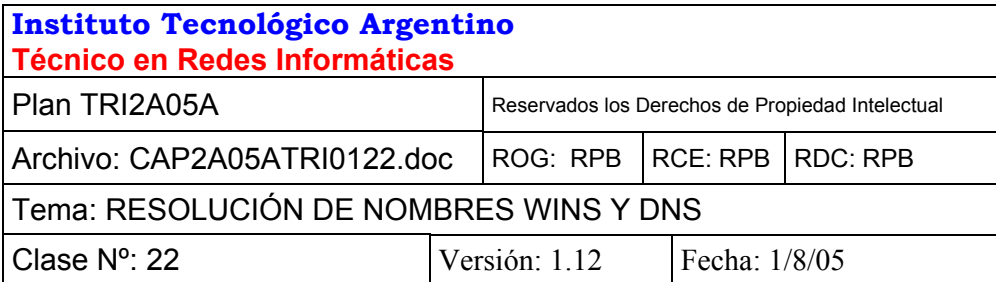 Instituto Tecnológico Argentino
Técnico en Redes Informáticas
Plan TRI2A05A Reservados los Derechos de Propiedad Intelectual
Archivo: CAP2A05ATRI0122.doc ROG: RPB RCE: RPB RDC: RPB
Tema: RESOLUCIÓN DE NOMBRES WINS Y DNS
Clase Nº: 22 Versión: 1.12 Fecha: 1/8/05